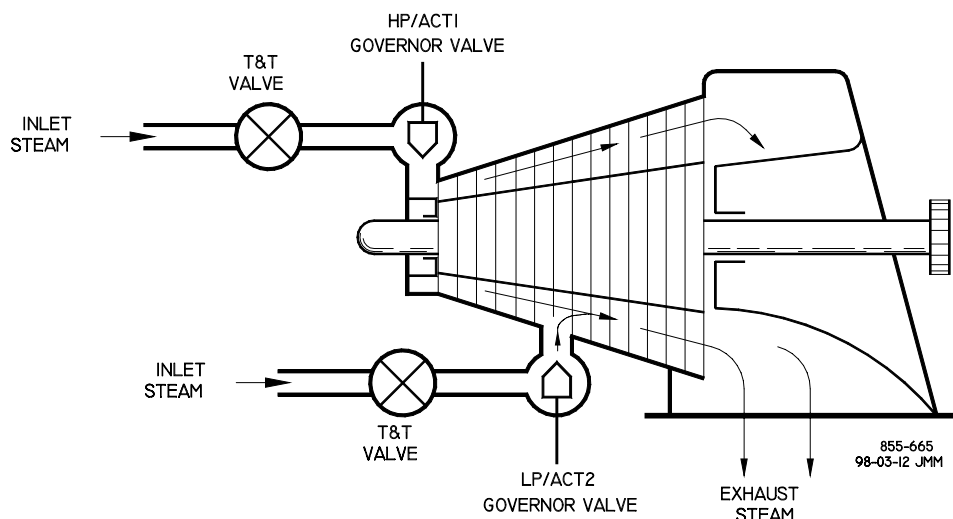 HP/ACT1
GOVERNOR VALVE
T&T
VALVE
INLET
STEAM
INLET
STEAM
T&T
VALVE
LP/ACT2
GOVERNOR VALVE
855-665
98-03-12 JMM
EXHAUST
STEAM